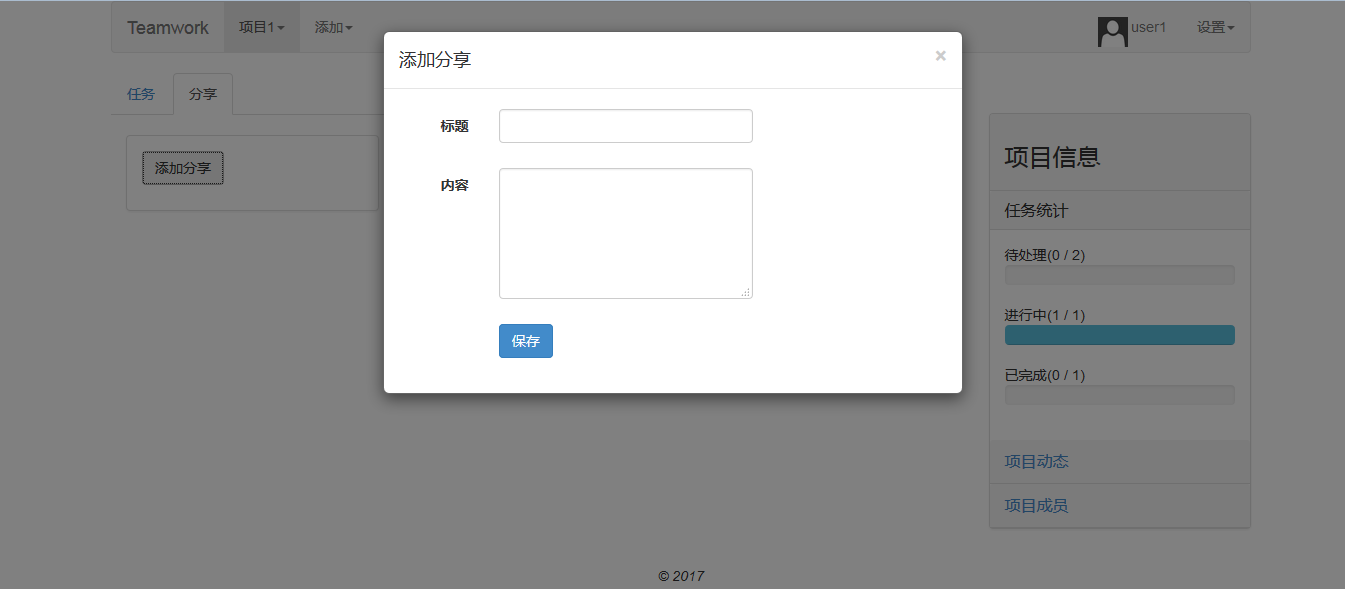 Teamwork 项目1 添加 user1 设置
任务 分享
添加分享
添加分享 ×
标题
内容
保存
项目信息
任务统计
待处理(0 / 2)
进行中(1 / 1)
已完成(0 / 1)
项目动态
项目成员
© 2017